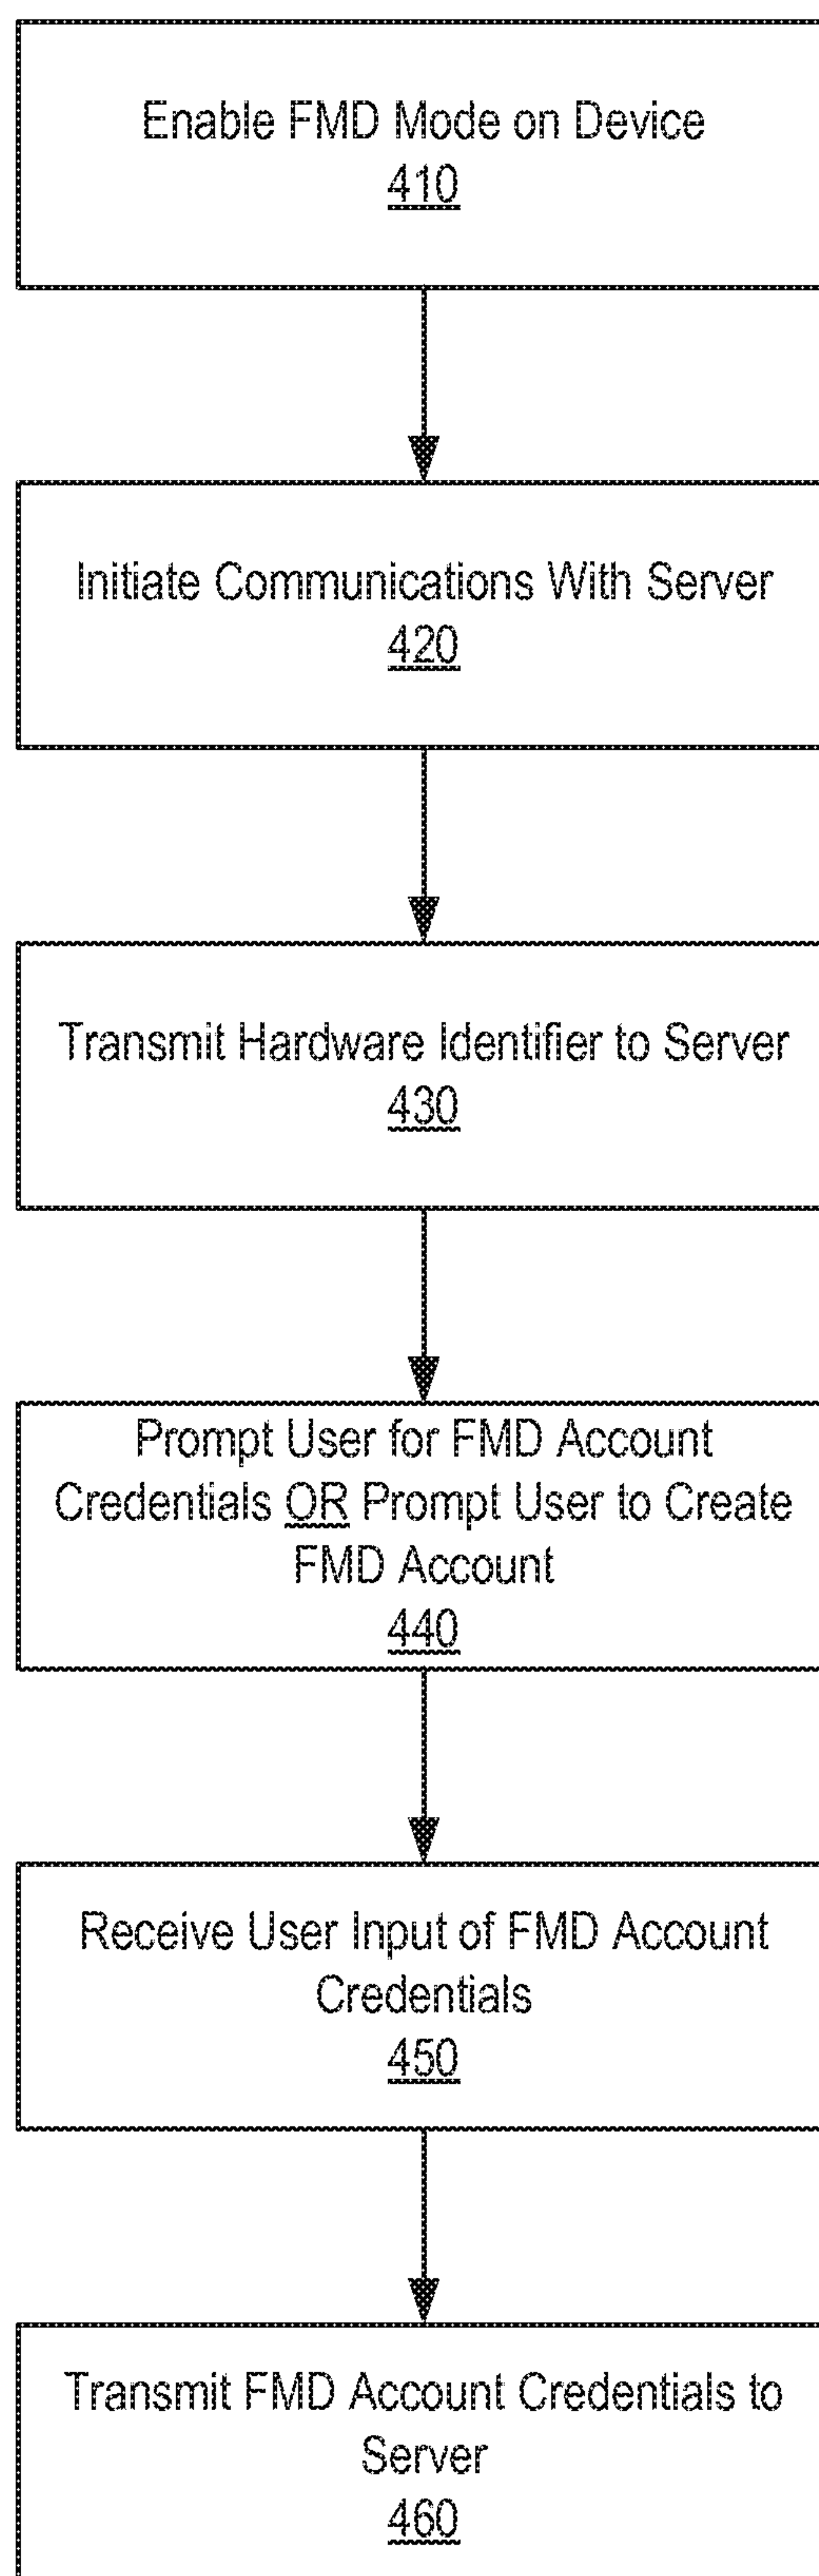 Enable FMD Mode on Device
410
Initiate Communications With Server
420
Transmit Hardware Identifier to Server
430
Prompt User for FMD Account
Credentials OR Prompt User to Create
FMD Account
440
Receive User Input of FMD Account
Credentials
450
Transmit FMD Account Credentials to
Server
460